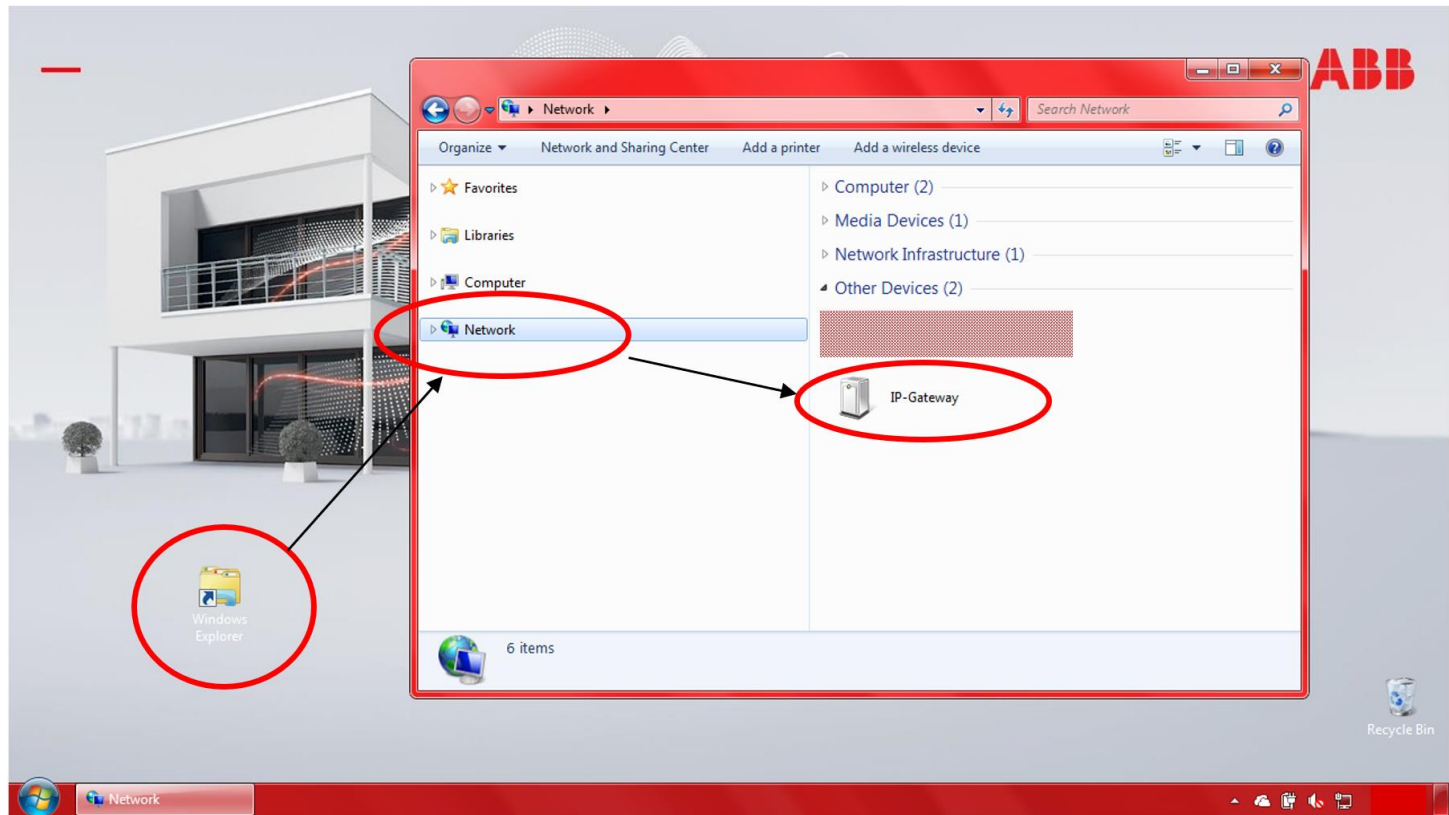 ABB
Network
Search Network
Organize
Network and Sharing Center
Add a printer
Add a wireless device
Favorites
Libraries
Computer
Network
Computer (2)
Media Devices (1)
Network Infrastructure (1)
Other Devices (2)
IP-Gateway
6 items
Windows
Explorer
Recycle Bin
Network